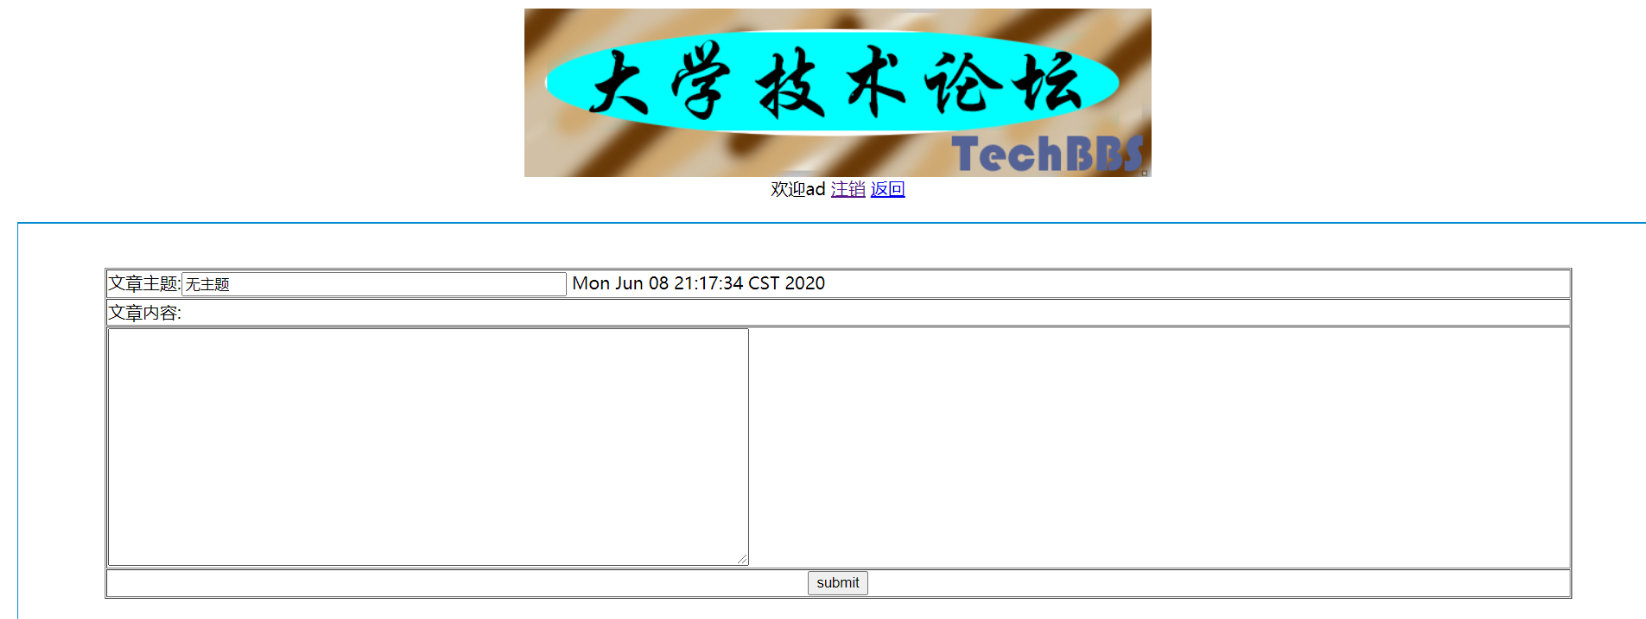 大学技术论坛
TechBBS
欢迎ad 注销 返回
文章主题:无主题 Mon Jun 08 21:17:34 CST 2020
文章内容:
submit